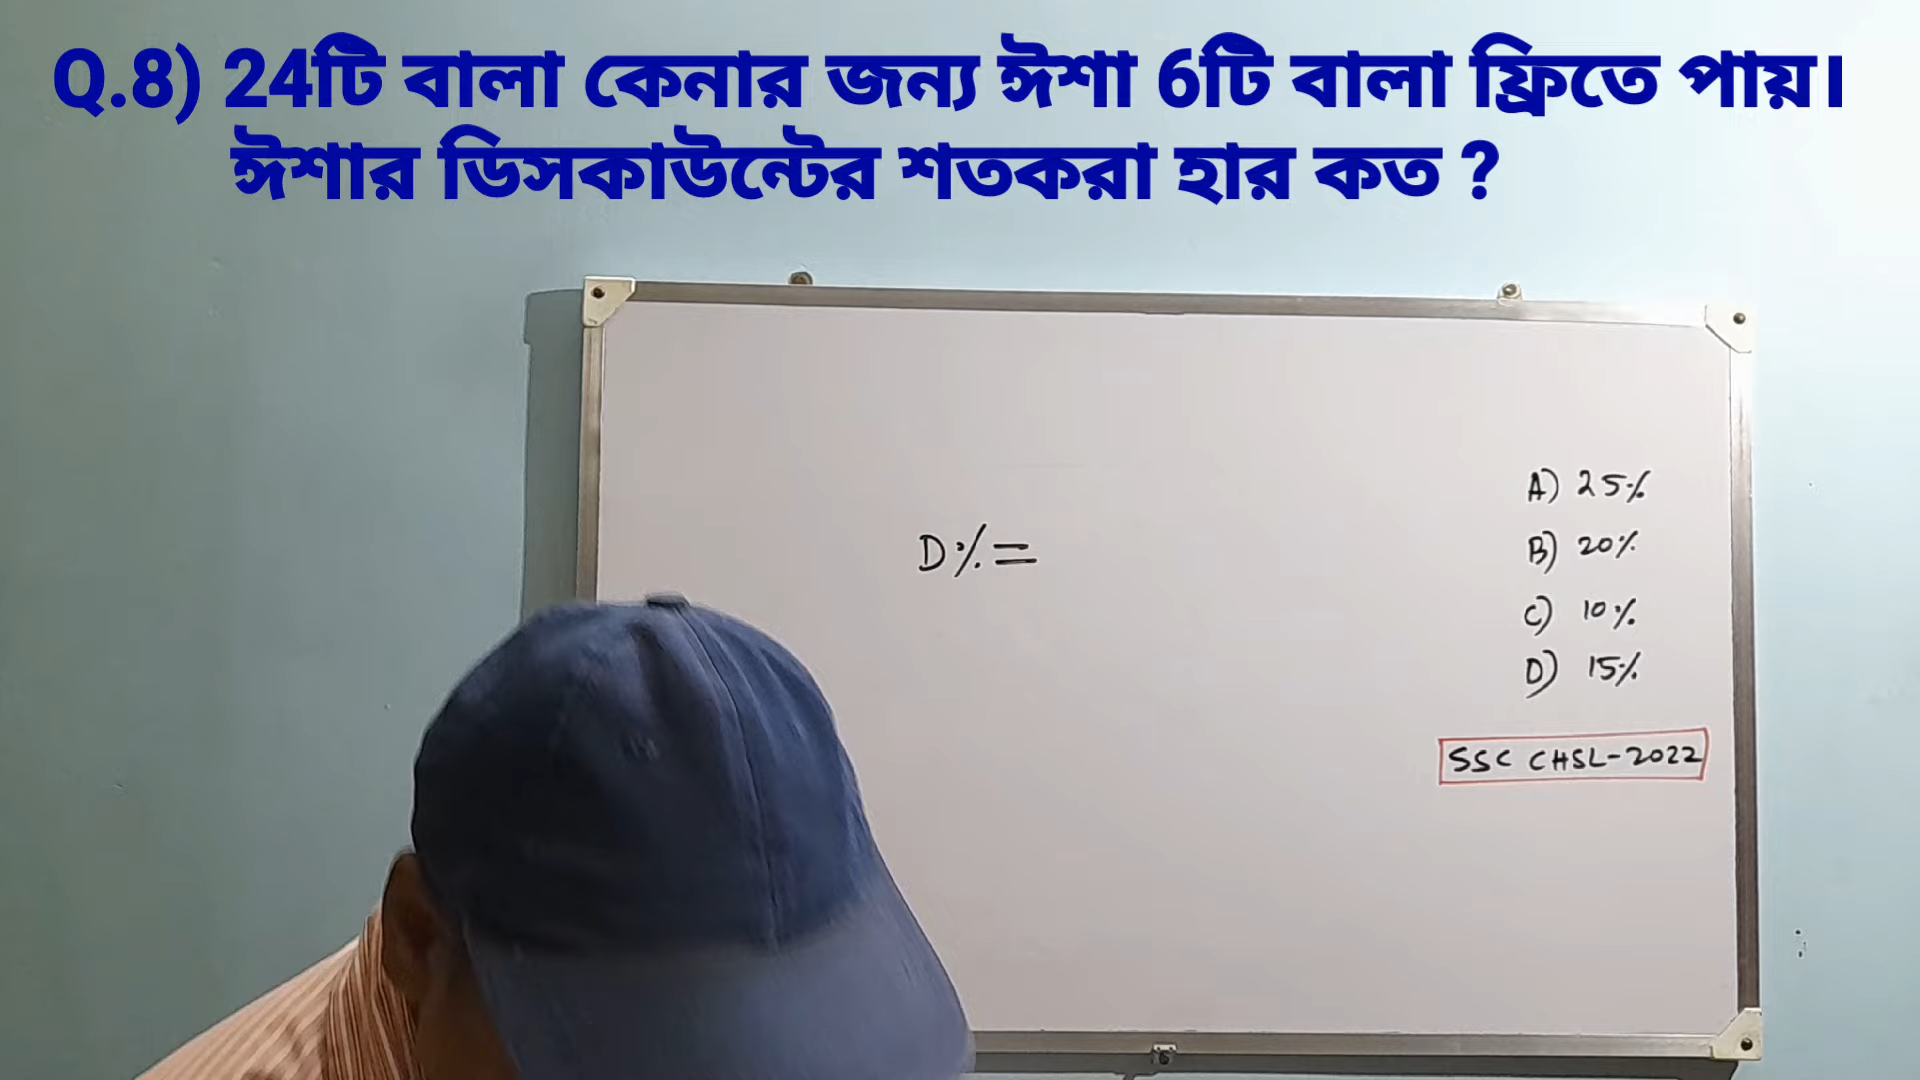 Q.8) 24টি বালা কেনার জন্য ঈশা 6টি বালা ফ্রিতে পায়।
ঈশার ডিসকাউন্টের শতকরা হার কত ?
D%=
A) 25%
B) 20%
C) 10%
D) 15%
SSC CHSL-2022